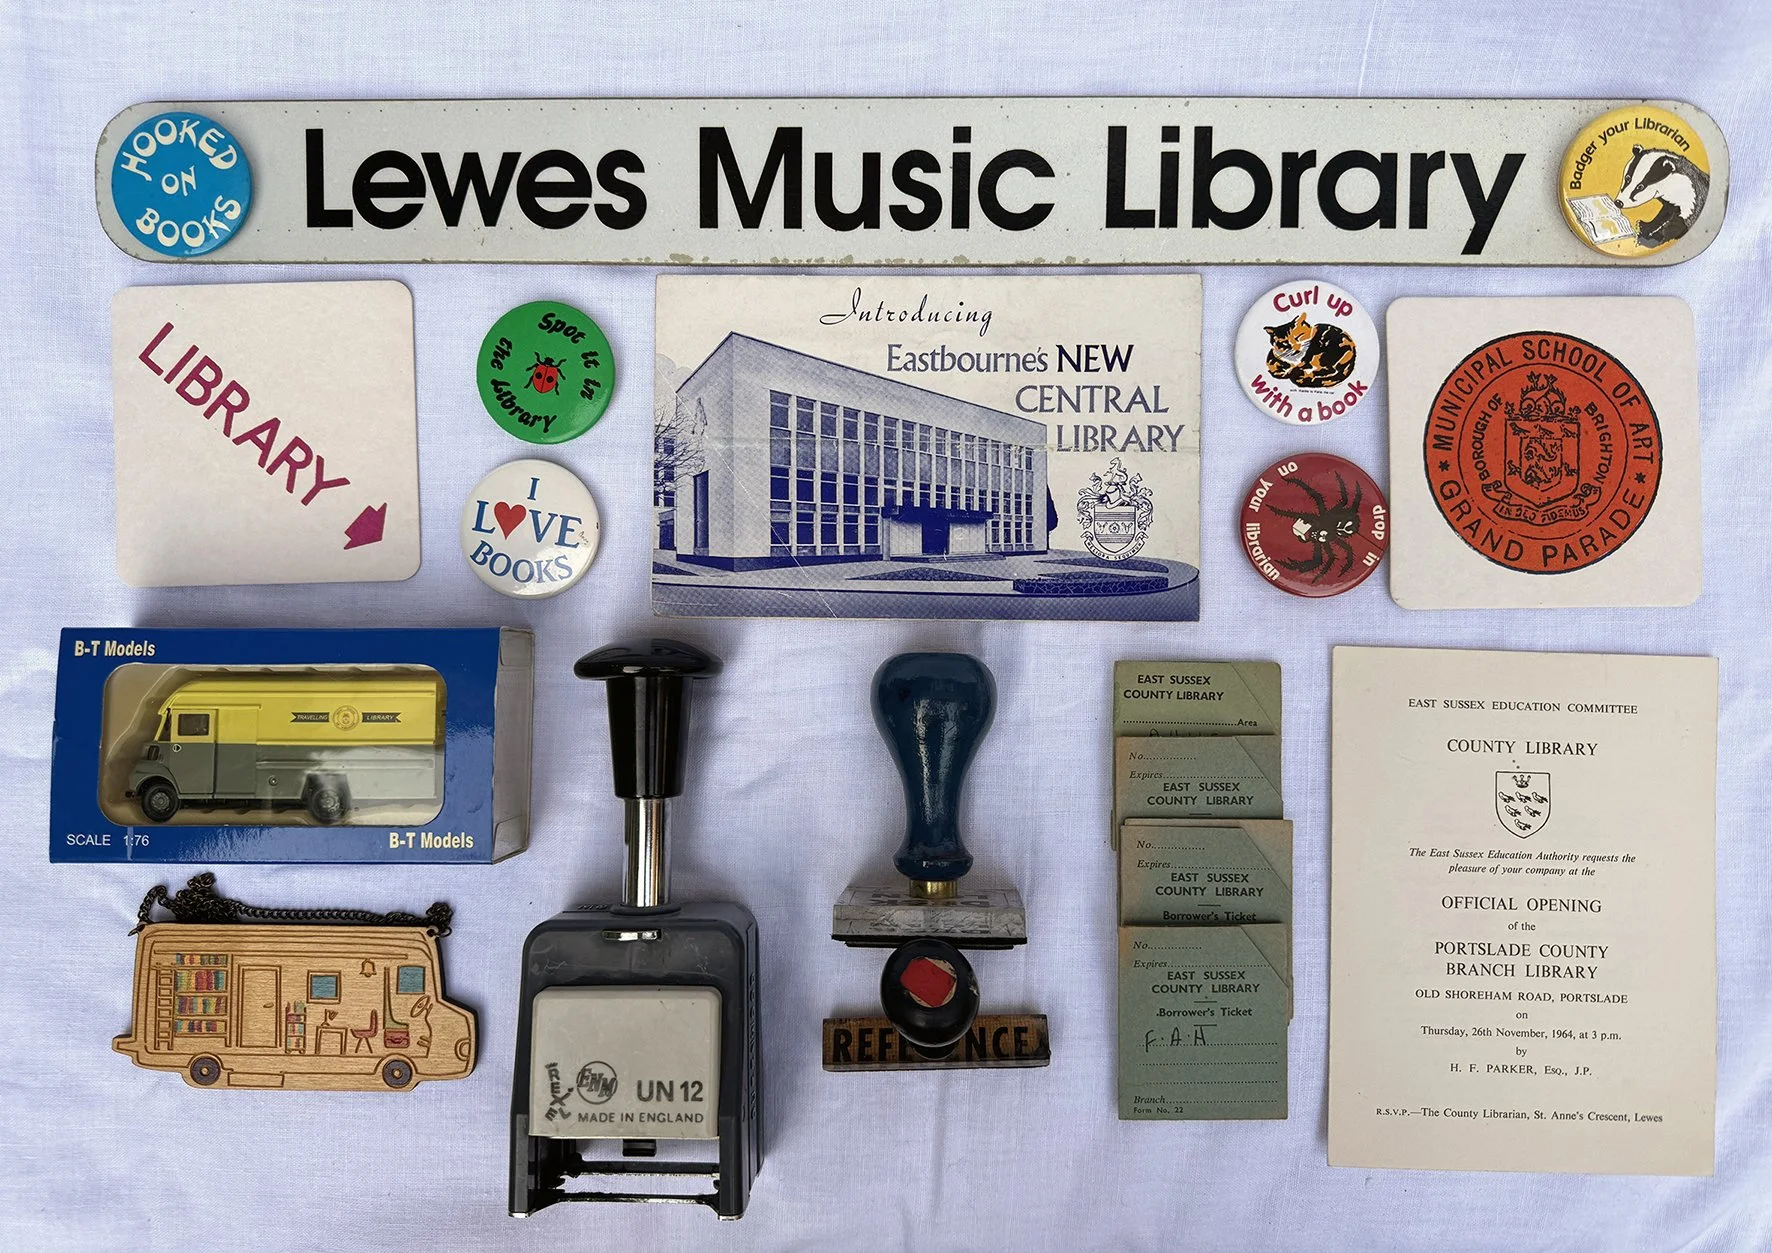 HOOKED
ON
BOOKS
Lewes Music Library
Badger your Librarian
LIBRARY
Spot it in
the library
I
L VE
BOOKS
Introducing
Eastbourne's NEW
CENTRAL
LIBRARY
Curl up
with a book
drop in
on your librarian
* MUNICIPAL SCHOOL OF ART *
GRAND PARADE
BOROUGH OF BRIGHTON
IN DEO FIDEMUS
B-T Models
TRAVELLING LIBRARY
SCALE 1:76
B-T Models
REXEL
ENM
UN 12
MADE IN ENGLAND
REFERENCE
EAST SUSSEX
COUNTY LIBRARY
Area
No.
Expires
EAST SUSSEX
COUNTY LIBRARY
No.
Expires
EAST SUSSEX
COUNTY LIBRARY
Borrower's Ticket
No.
Expires
EAST SUSSEX
COUNTY LIBRARY
Borrower's Ticket
F.A.H
Branch
Form No. 22
EAST SUSSEX EDUCATION COMMITTEE
COUNTY LIBRARY
The East Sussex Education Authority requests the
pleasure of your company at the
OFFICIAL OPENING
of the
PORTSLADE COUNTY
BRANCH LIBRARY
OLD SHOREHAM ROAD, PORTSLADE
on
Thursday, 26th November, 1964, at 3 p.m.
by
H. F. PARKER, Esq., J.P.
R.S.V.P.—The County Librarian, St. Anne's Crescent, Lewes